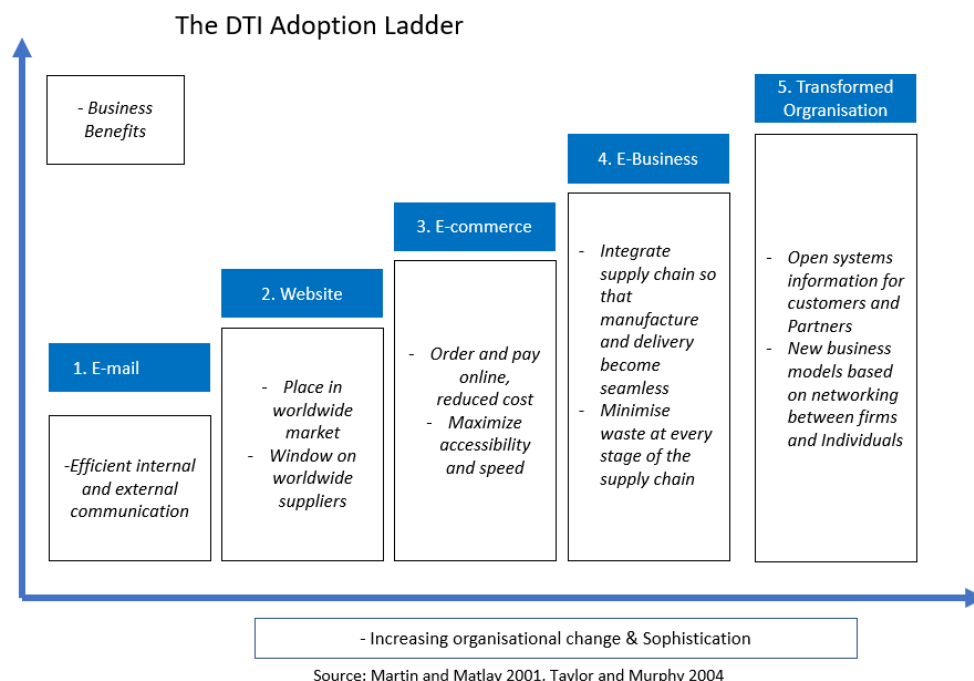 The DTI Adoption Ladder
- Business
Benefits
1. E-mail
-Efficient internal
and external
communication
2. Website
- Place in
worldwide
market
- Window on
worldwide
suppliers
3. E-commerce
- Order and pay
online,
reduced cost
- Maximize
accessibility
and speed
4. E-Business
- Integrate
supply chain so
that
manufacture
and delivery
become
seamless
- Minimise
waste at every
stage of the
supply chain
5. Transformed
Orgranisation
- Open systems
information for
customers and
Partners
- New business
models based
on networking
between firms
and Individuals
- Increasing organisational change & Sophistication
Source: Martin and Matlay 2001, Taylor and Murphy 2004